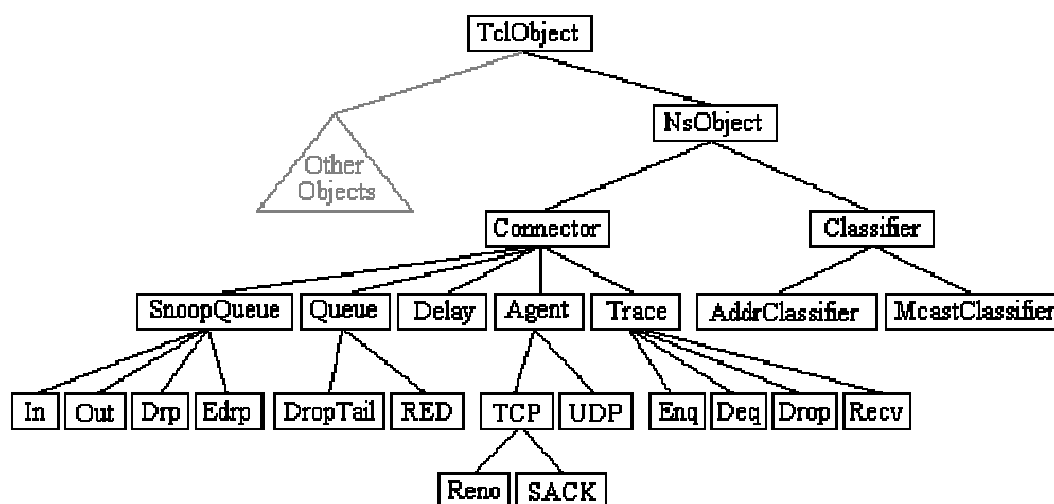 TclObject
NsObject
Other
Objects
Connector
Classifier
SnoopQueue
Queue
Delay
Agent
Trace
AddrClassifier
McastClassifier
In
Out
Drp
Edrp
DropTail
RED
TCP
UDP
Enq
Deq
Drop
Recv
Reno
SACK